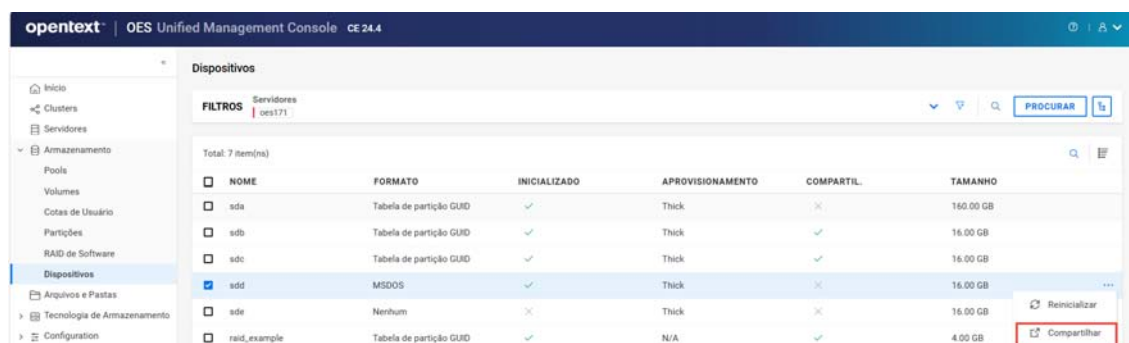 opentext™ | OES Unified Management Console CE 24.4
Dispositivos
Início
Clusters
Servidores
Armazenamento
Pools
Volumes
Cotas de Usuário
Partições
RAID de Software
Dispositivos
Arquivos e Pastas
Tecnologia de Armazenamento
Configuration
FILTROS Servidores
oes171
PROCURAR
Total: 7 item(ns)
NOME FORMATO INICIALIZADO APROVISIONAMENTO COMPARTIL. TAMANHO
sda Tabela de partição GUID Thick 160.00 GB
sdb Tabela de partição GUID Thick 16.00 GB
sdc Tabela de partição GUID Thick 16.00 GB
sdd MSDOS Thick 16.00 GB
sde Nenhum Thick 16.00 GB
raid_example Tabela de partição GUID N/A 4.00 GB
Reinicializar
Compartilhar